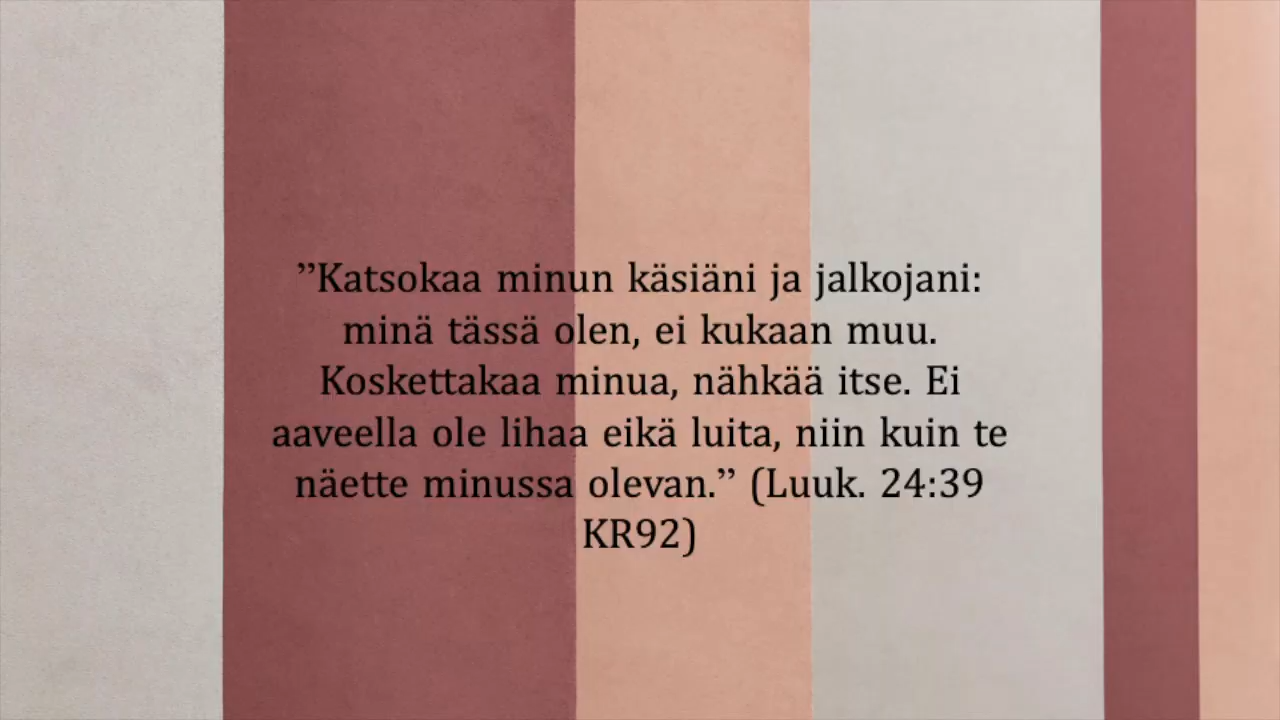 ”Katsokaa minun käsiäni ja jalkojani:
minä tässä olen, ei kukaan muu.
Koskettakaa minua, nähkää itse. Ei
aaveella ole lihaa eikä luita, niin kuin te
näette minussa olevan.” (Luuk. 24:39
KR92)